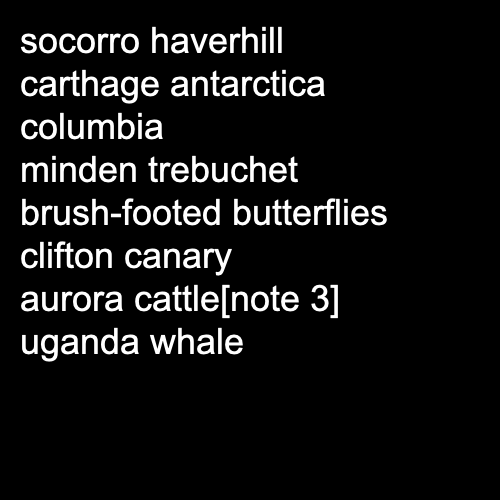 socorro haverhill
carthage antarctica
columbia
minden trebuchet
brush-footed butterflies
clifton canary
aurora cattle[note 3]
uganda whale